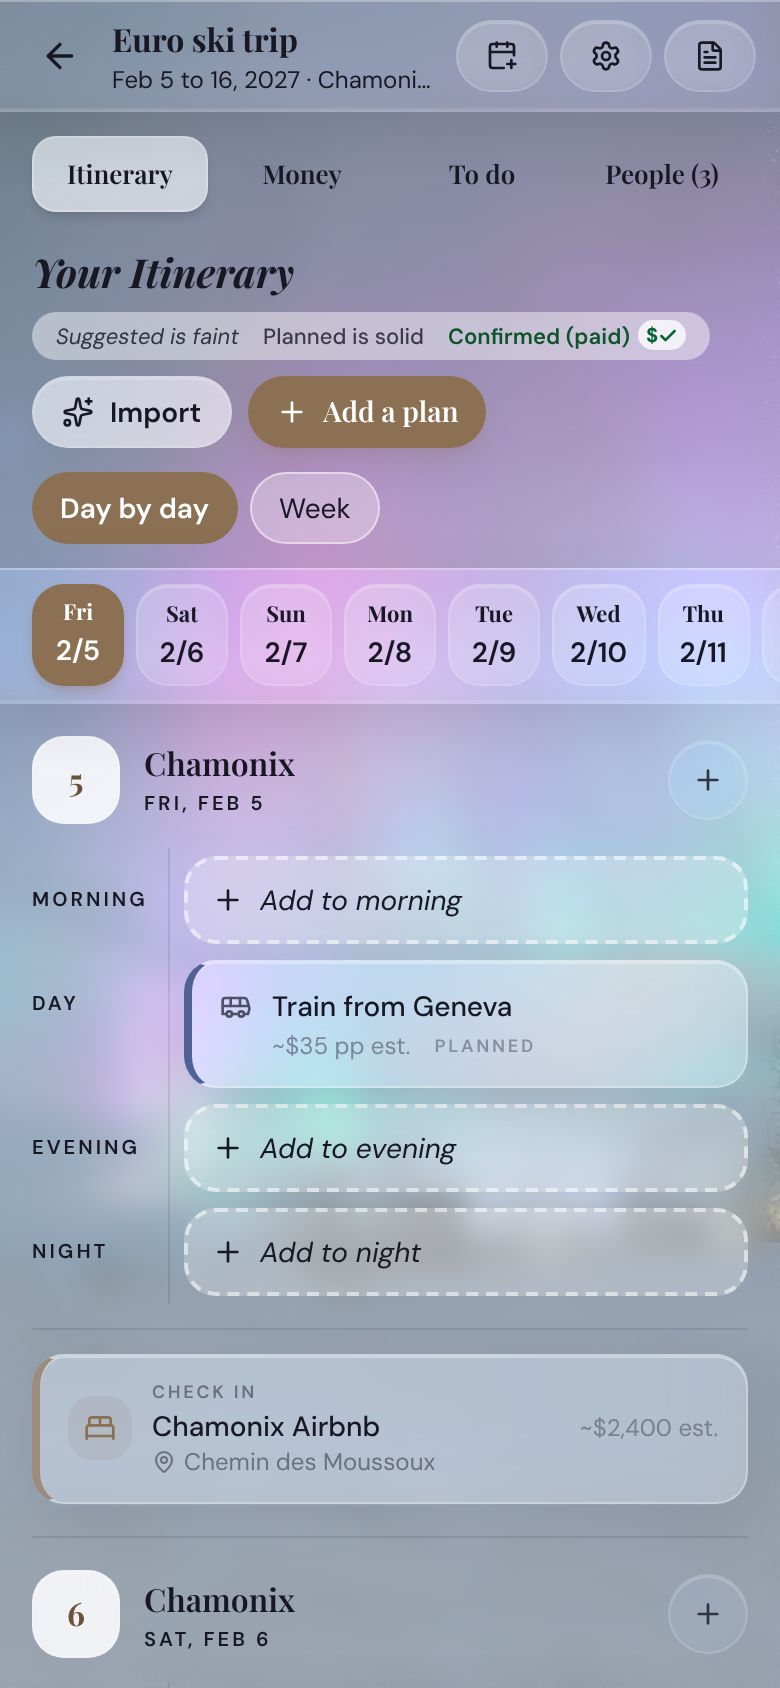 Euro ski trip
Feb 5 to 16, 2027 · Chamoni...
Itinerary
Money
To do
People (3)
Your Itinerary
Suggested is faint
Planned is solid
Confirmed (paid) $✓
Import
+ Add a plan
Day by day
Week
Fri
2/5
Sat
2/6
Sun
2/7
Mon
2/8
Tue
2/9
Wed
2/10
Thu
2/11
5
Chamonix
FRI, FEB 5
+
MORNING
+ Add to morning
DAY
Train from Geneva
~$35 pp est. PLANNED
EVENING
+ Add to evening
NIGHT
+ Add to night
CHECK IN
Chamonix Airbnb
~$2,400 est.
Chemin des Moussoux
6
Chamonix
SAT, FEB 6
+